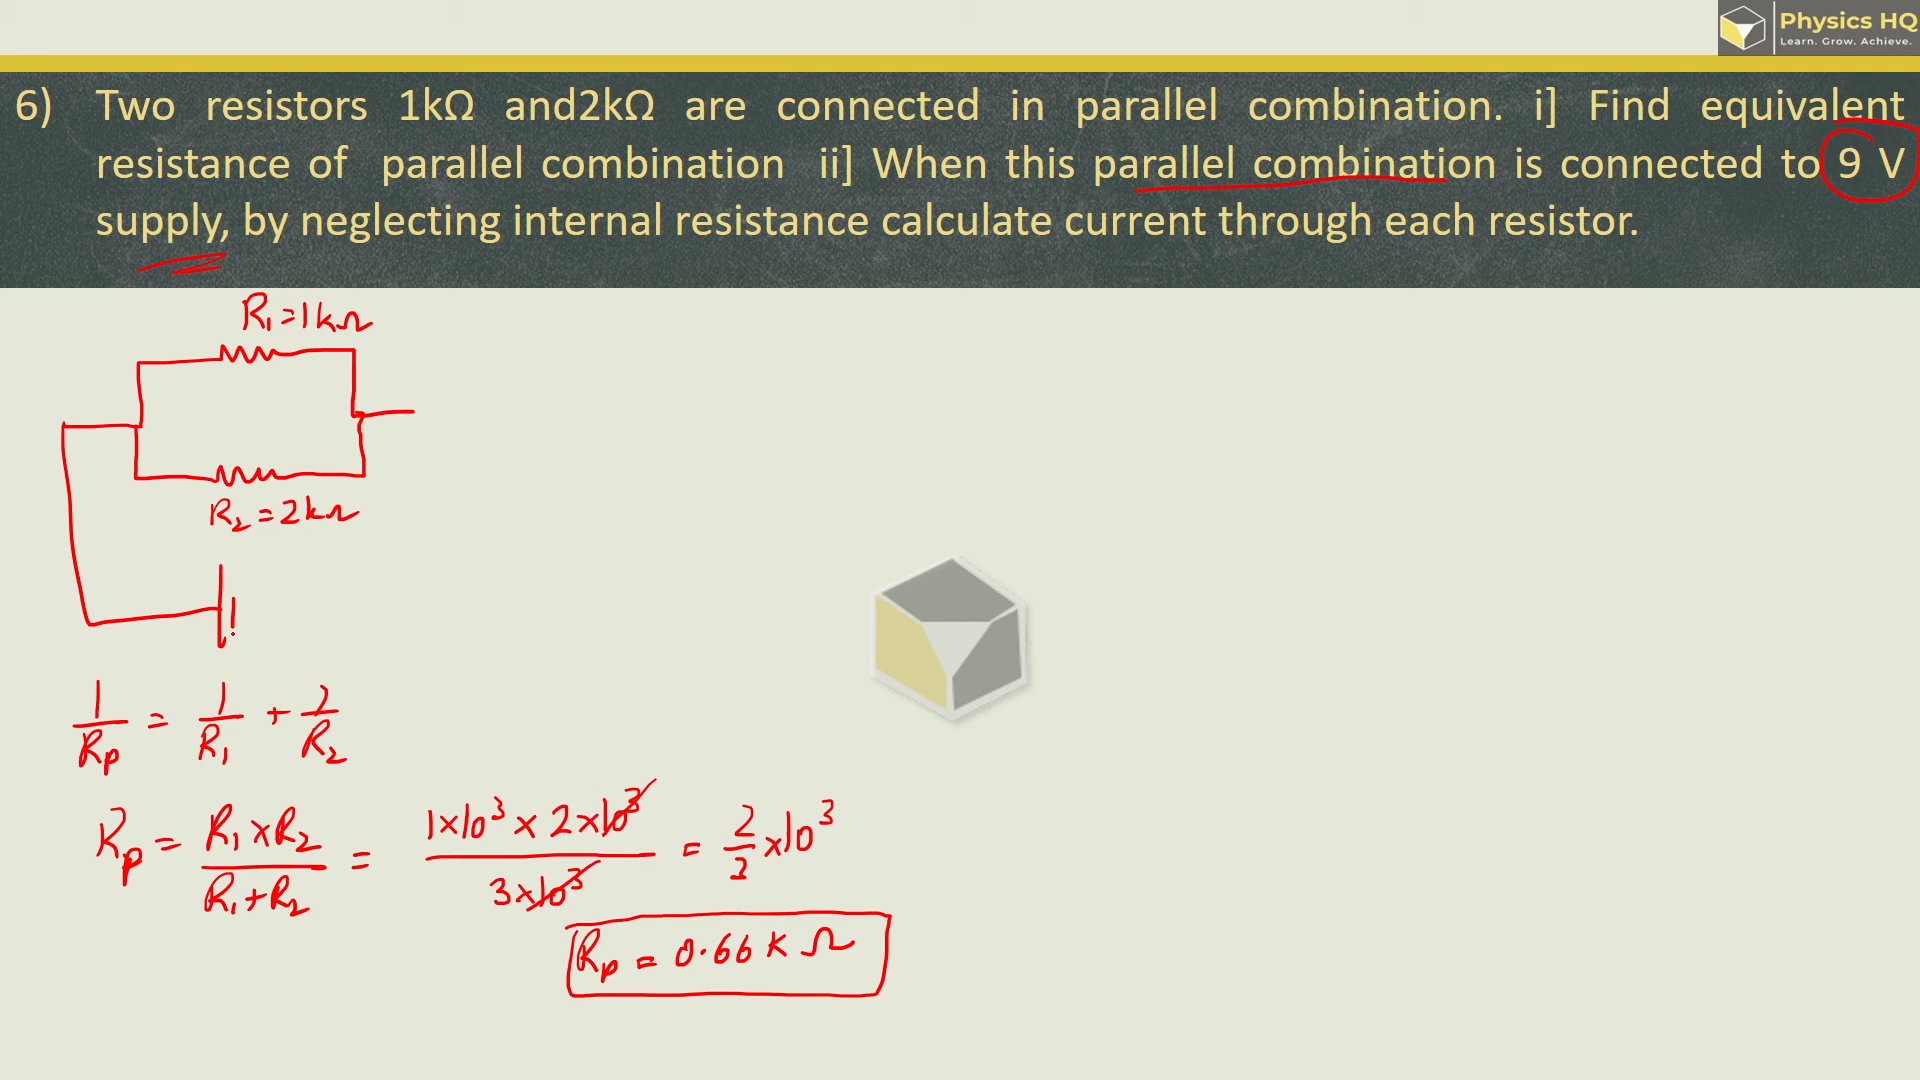 Physics HQ
Learn. Grow. Achieve.
6) Two resistors 1kΩ and2kΩ are connected in parallel combination. i] Find equivalent
resistance of parallel combination ii] When this parallel combination is connected to 9 V
supply, by neglecting internal resistance calculate current through each resistor.
R₁=1kΩ
R₂=2kΩ
1/Rp = 1/R₁ + 1/R₂
Rp = R₁×R₂/R₁+R₂ = 1×10³×2×10³/3×10³ = 2/3×10³
Rp = 0.66 K Ω